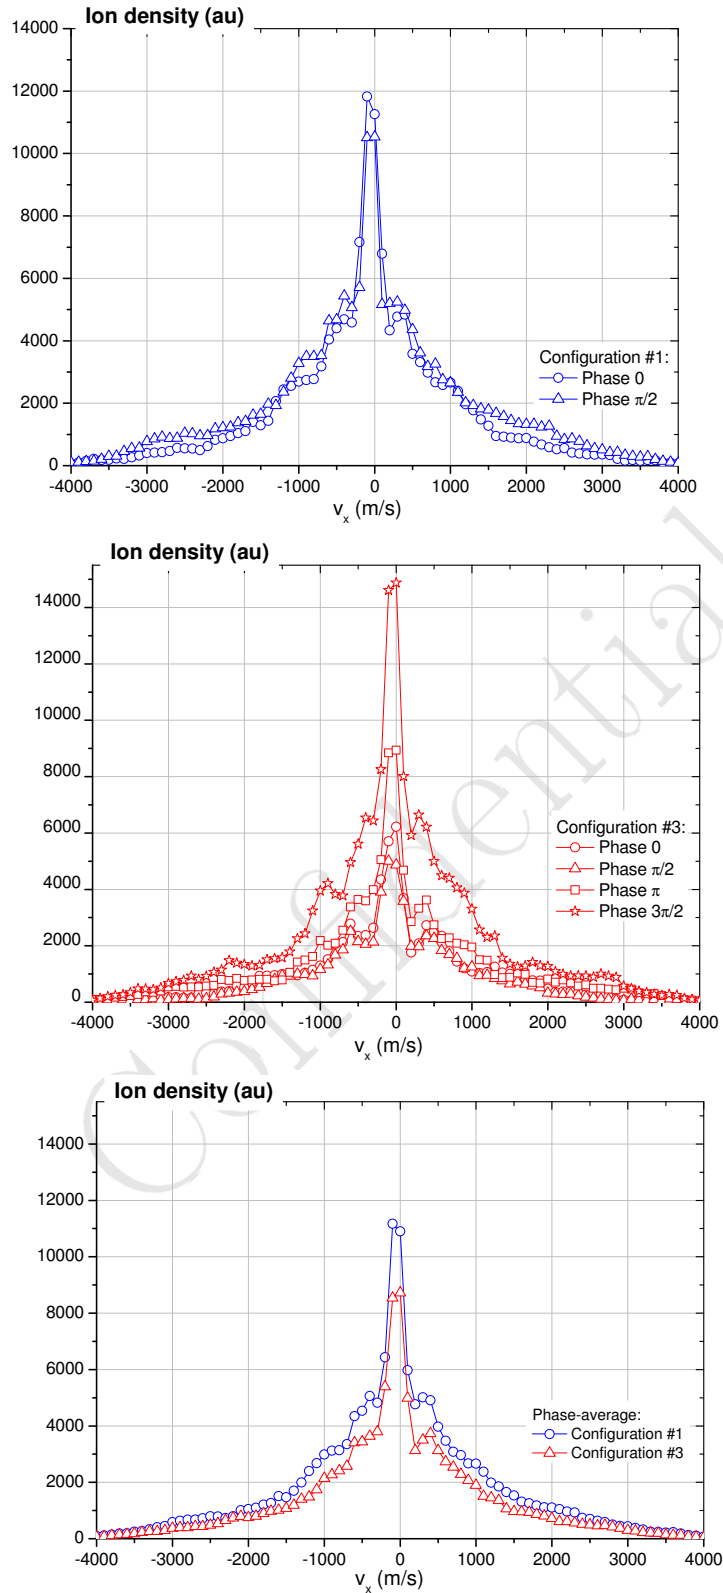 Ion density (au)
14000
12000
10000
8000
6000
4000
2000
0
-4000 -3000 -2000 -1000 0 1000 2000 3000 4000
v_x (m/s)
Configuration #1:
Phase 0
Phase π/2
Ion density (au)
14000
12000
10000
8000
6000
4000
2000
0
-4000 -3000 -2000 -1000 0 1000 2000 3000 4000
v_x (m/s)
Configuration #3:
Phase 0
Phase π/2
Phase π
Phase 3π/2
Ion density (au)
14000
12000
10000
8000
6000
4000
2000
0
-4000 -3000 -2000 -1000 0 1000 2000 3000 4000
v_x (m/s)
Phase-average:
Configuration #1
Configuration #3
Confidential